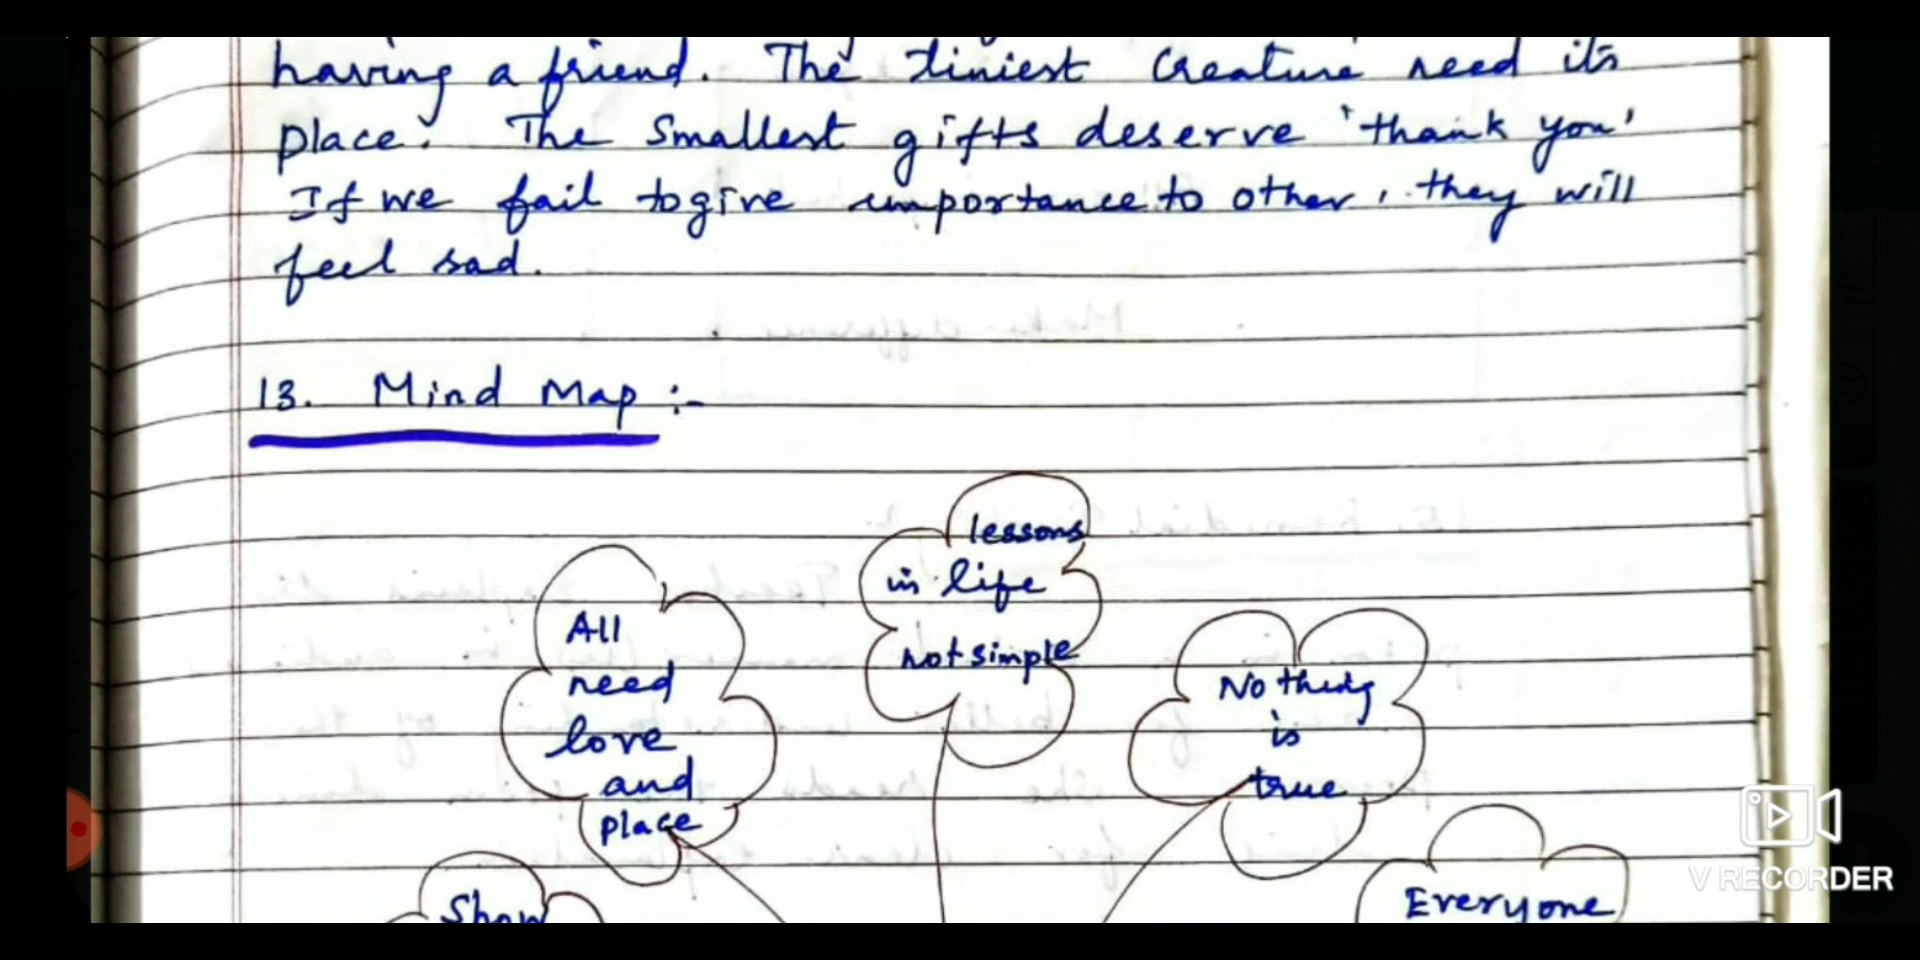 having a friend. The tiniest Creature need its
place. The Smallest gifts deserve 'thank you'
If we fail to give importance to other, they will
feel sad.
13. Mind Map :-
lessons
in life
not simple
All
need
love
and
place
No thing
is
true
Show
Everyone
V RECORDER